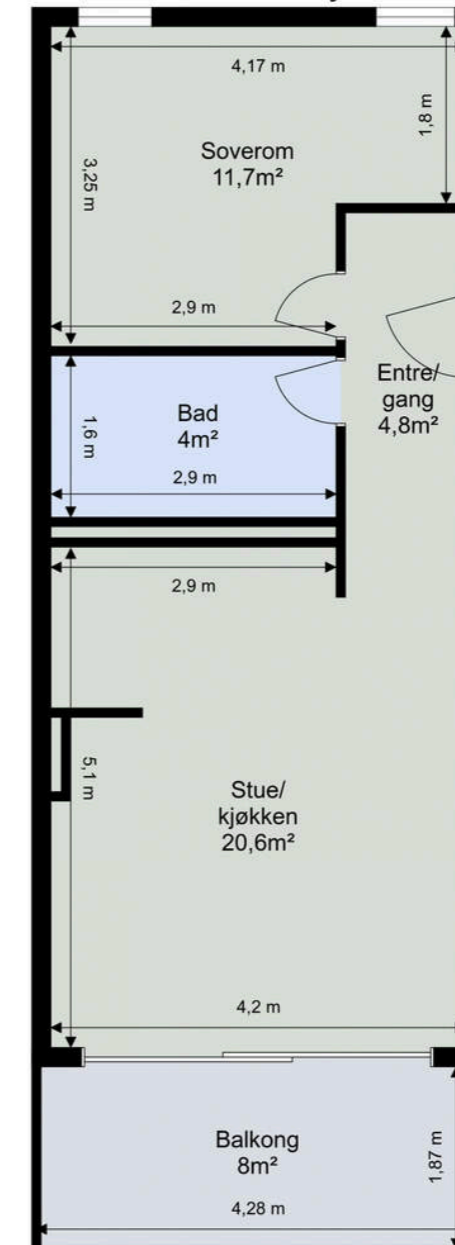 4,17 m
1,8 m
Soverom
11,7m²
3,25 m
2,9 m
Entre/
gang
4,8m²
Bad
4m²
1,6 m
2,9 m
2,9 m
5,1 m
Stue/
kjøkken
20,6m²
4,2 m
Balkong
8m²
1,87 m
4,28 m